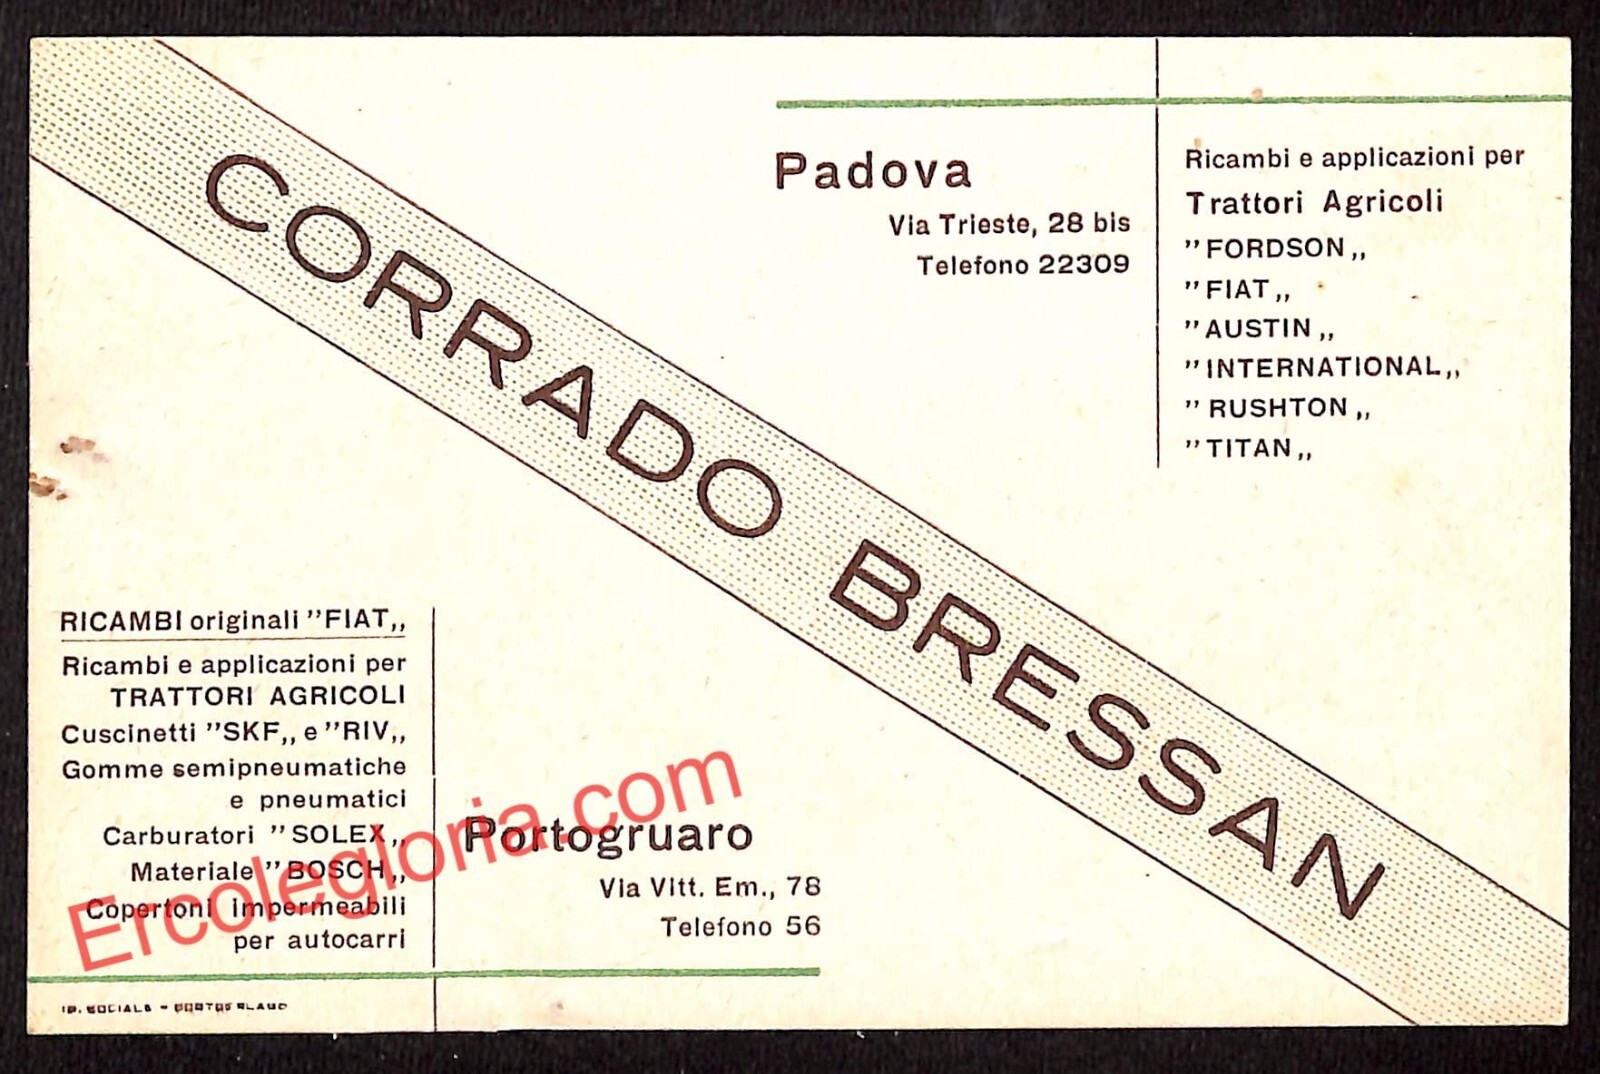 CORRADO BRESSAN
Padova
Via Trieste, 28 bis
Telefono 22309
Ricambi e applicazioni per
Trattori Agricoli
"FORDSON„
"FIAT„
"AUSTIN„
"INTERNATIONAL„
"RUSHTON„
"TITAN„
RICAMBI originali "FIAT„
Ricambi e applicazioni per
TRATTORI AGRICOLI
Cuscinetti "SKF„ e "RIV„
Gomme semipneumatiche
e pneumatici
Carburatori "SOLEX„
Materiale "BOSCH„
Copertoni impermeabili
per autocarri
Portogruaro
Via Vitt. Em., 78
Telefono 56
Ercolegloria.com